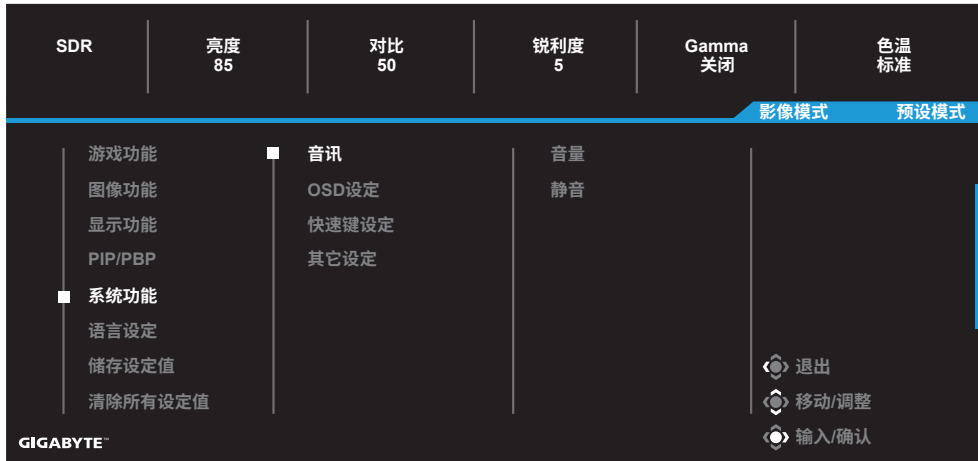 SDR 亮度 对比 锐利度 Gamma 色温
85 50 5 关闭 标准
影像模式 预设模式
游戏功能 音讯 音量
图像功能 OSD设定 静音
显示功能 快速键设定
PIP/PBP 其它设定
系统功能
语言设定
储存设定值 退出
清除所有设定值 移动/调整
GIGABYTE™ 输入/确认